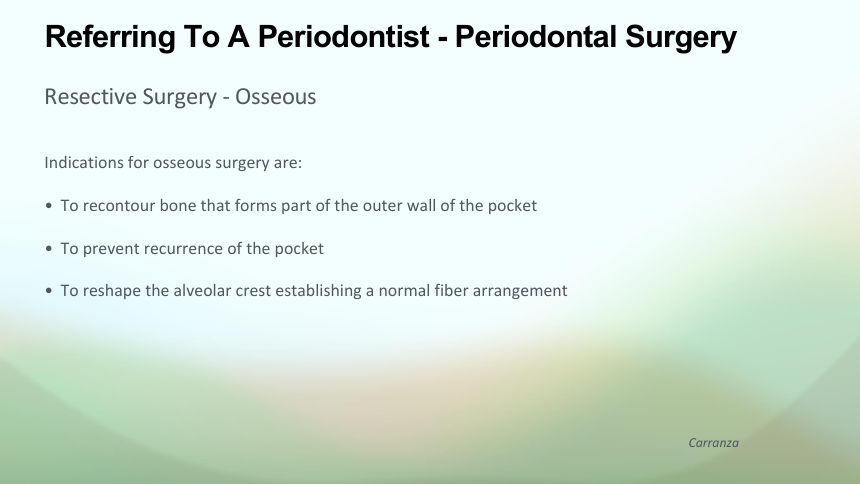 Referring To A Periodontist - Periodontal Surgery
Resective Surgery - Osseous
Indications for osseous surgery are:
• To recontour bone that forms part of the outer wall of the pocket
• To prevent recurrence of the pocket
• To reshape the alveolar crest establishing a normal fiber arrangement
Carranza